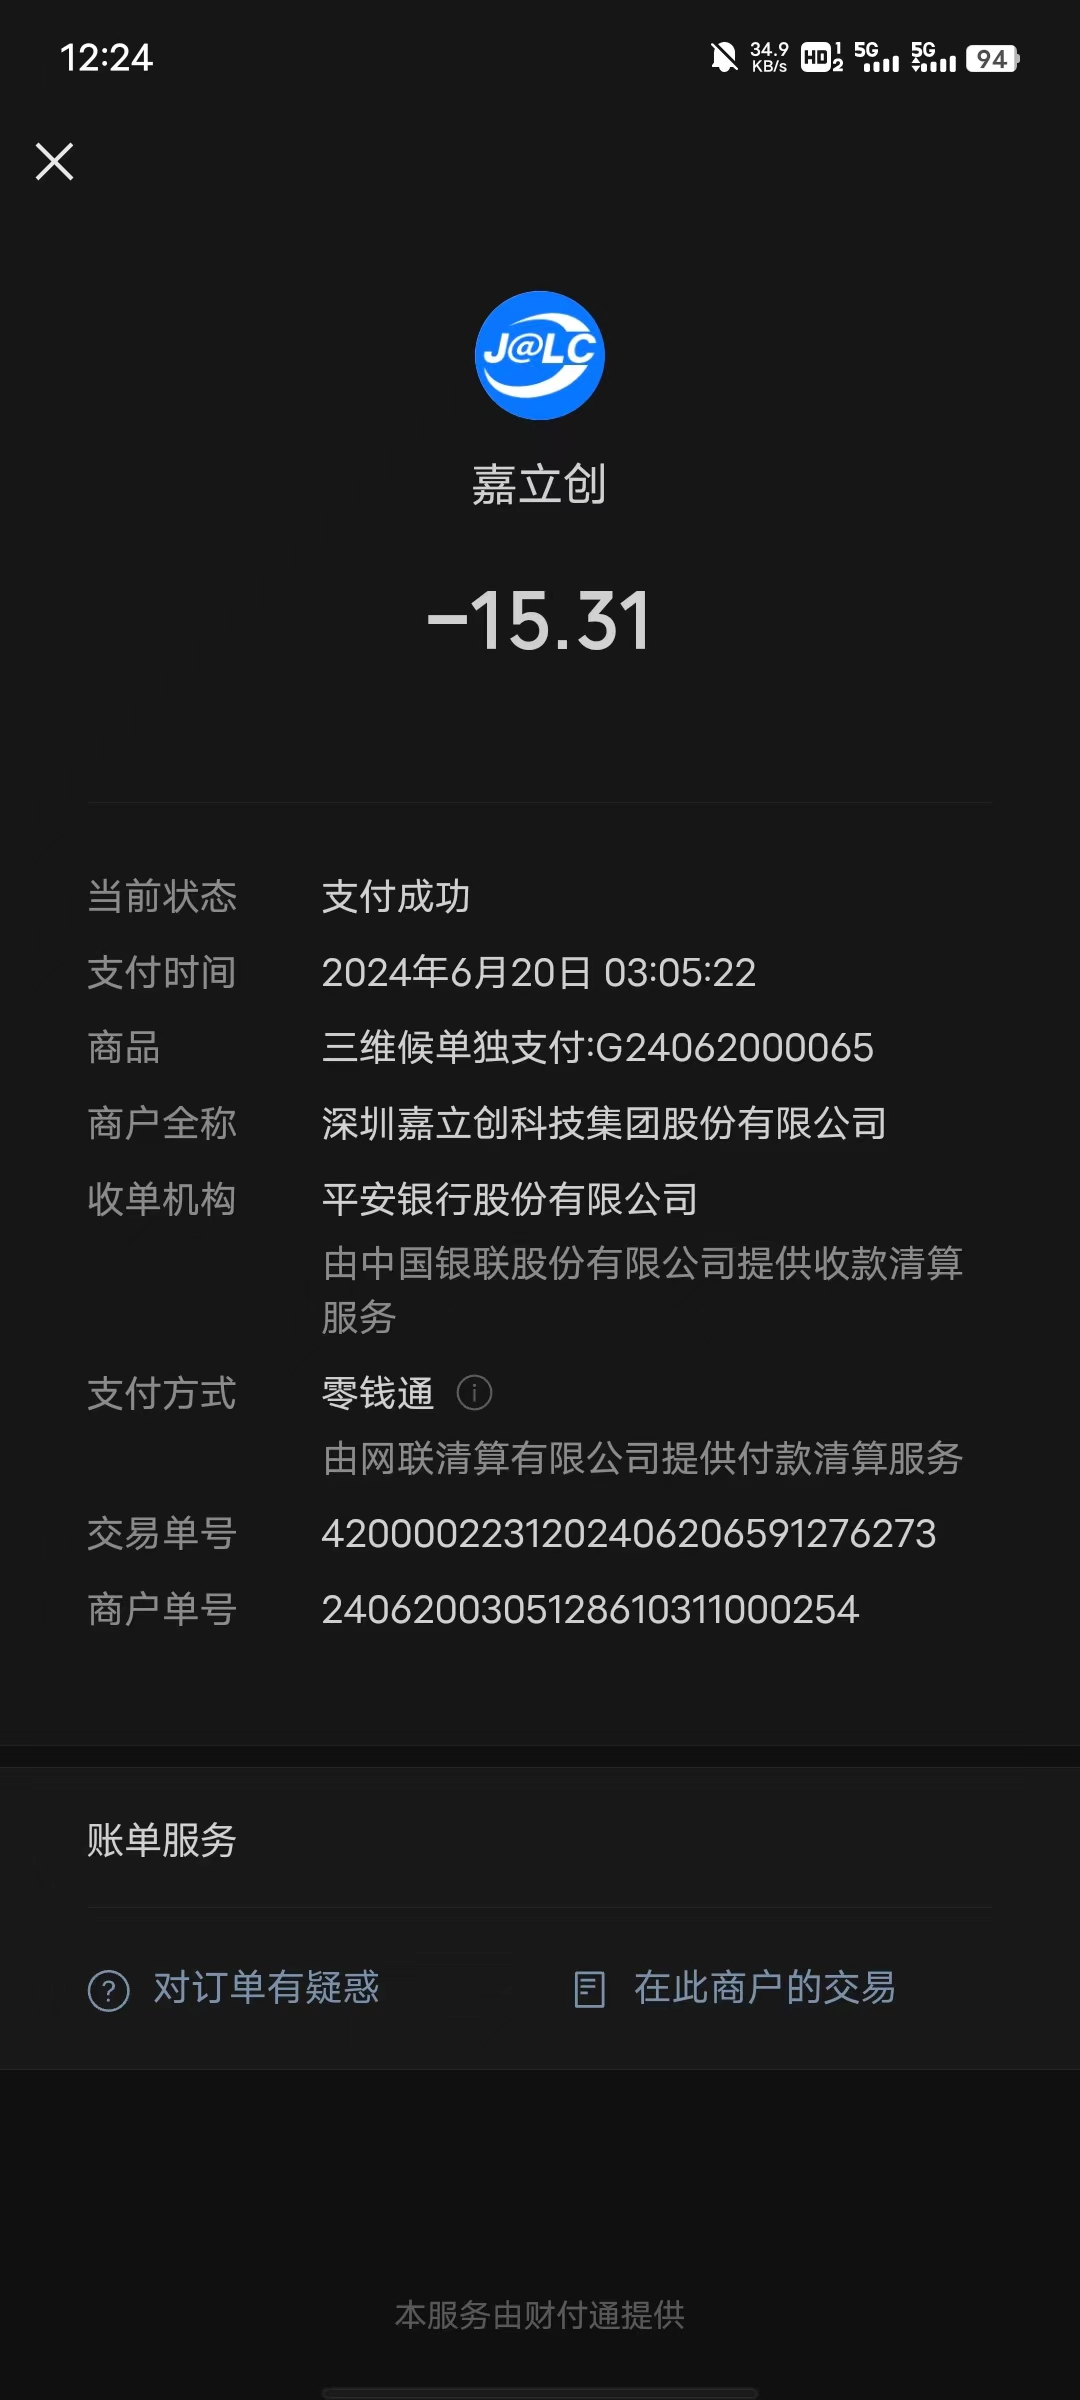 12:24
34.9 KB/s HD 1 2 5G 5G 94
J@LC
嘉立创
-15.31
当前状态 支付成功
支付时间 2024年6月20日 03:05:22
商品 三维候单独支付:G24062000065
商户全称 深圳嘉立创科技集团股份有限公司
收单机构 平安银行股份有限公司
由中国银联股份有限公司提供收款清算
服务
支付方式 零钱通
由网联清算有限公司提供付款清算服务
交易单号 4200002231202406206591276273
商户单号 2406200305128610311000254
账单服务
对订单有疑惑 在此商户的交易
本服务由财付通提供